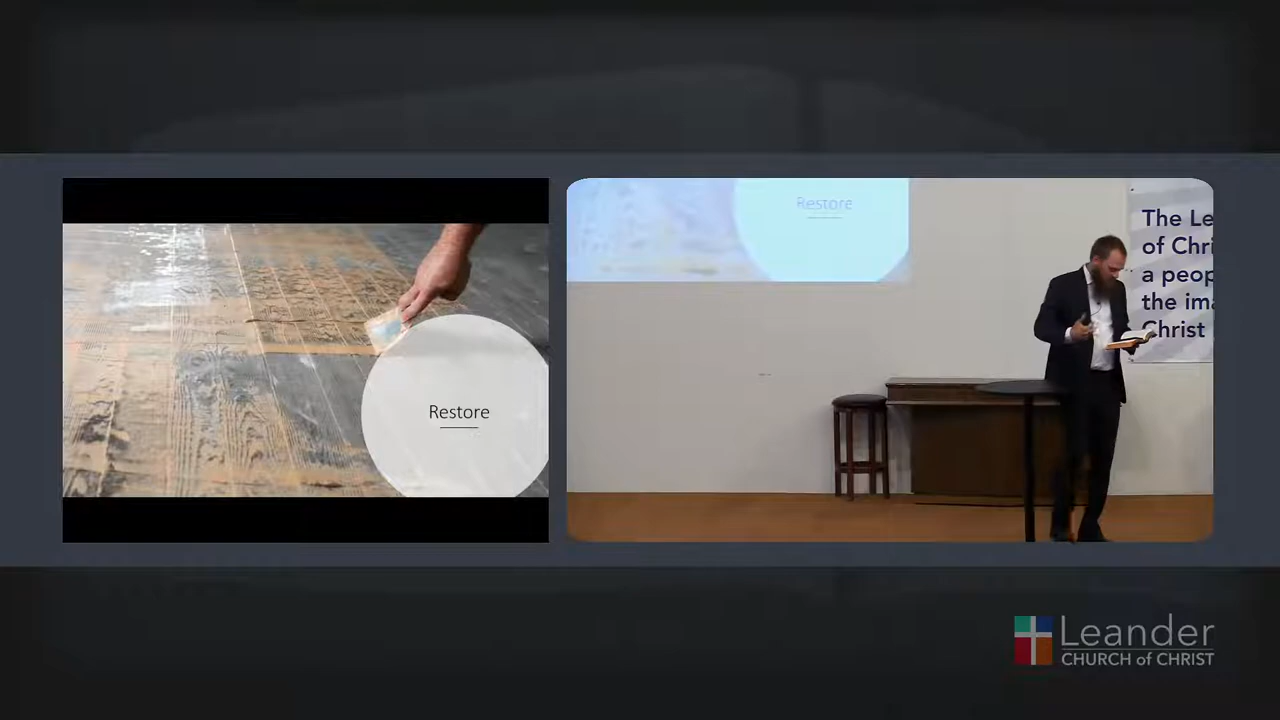 Restore
Restore
The Le
of Chri
a peop
the ima
Christ
Leander
CHURCH of CHRIST